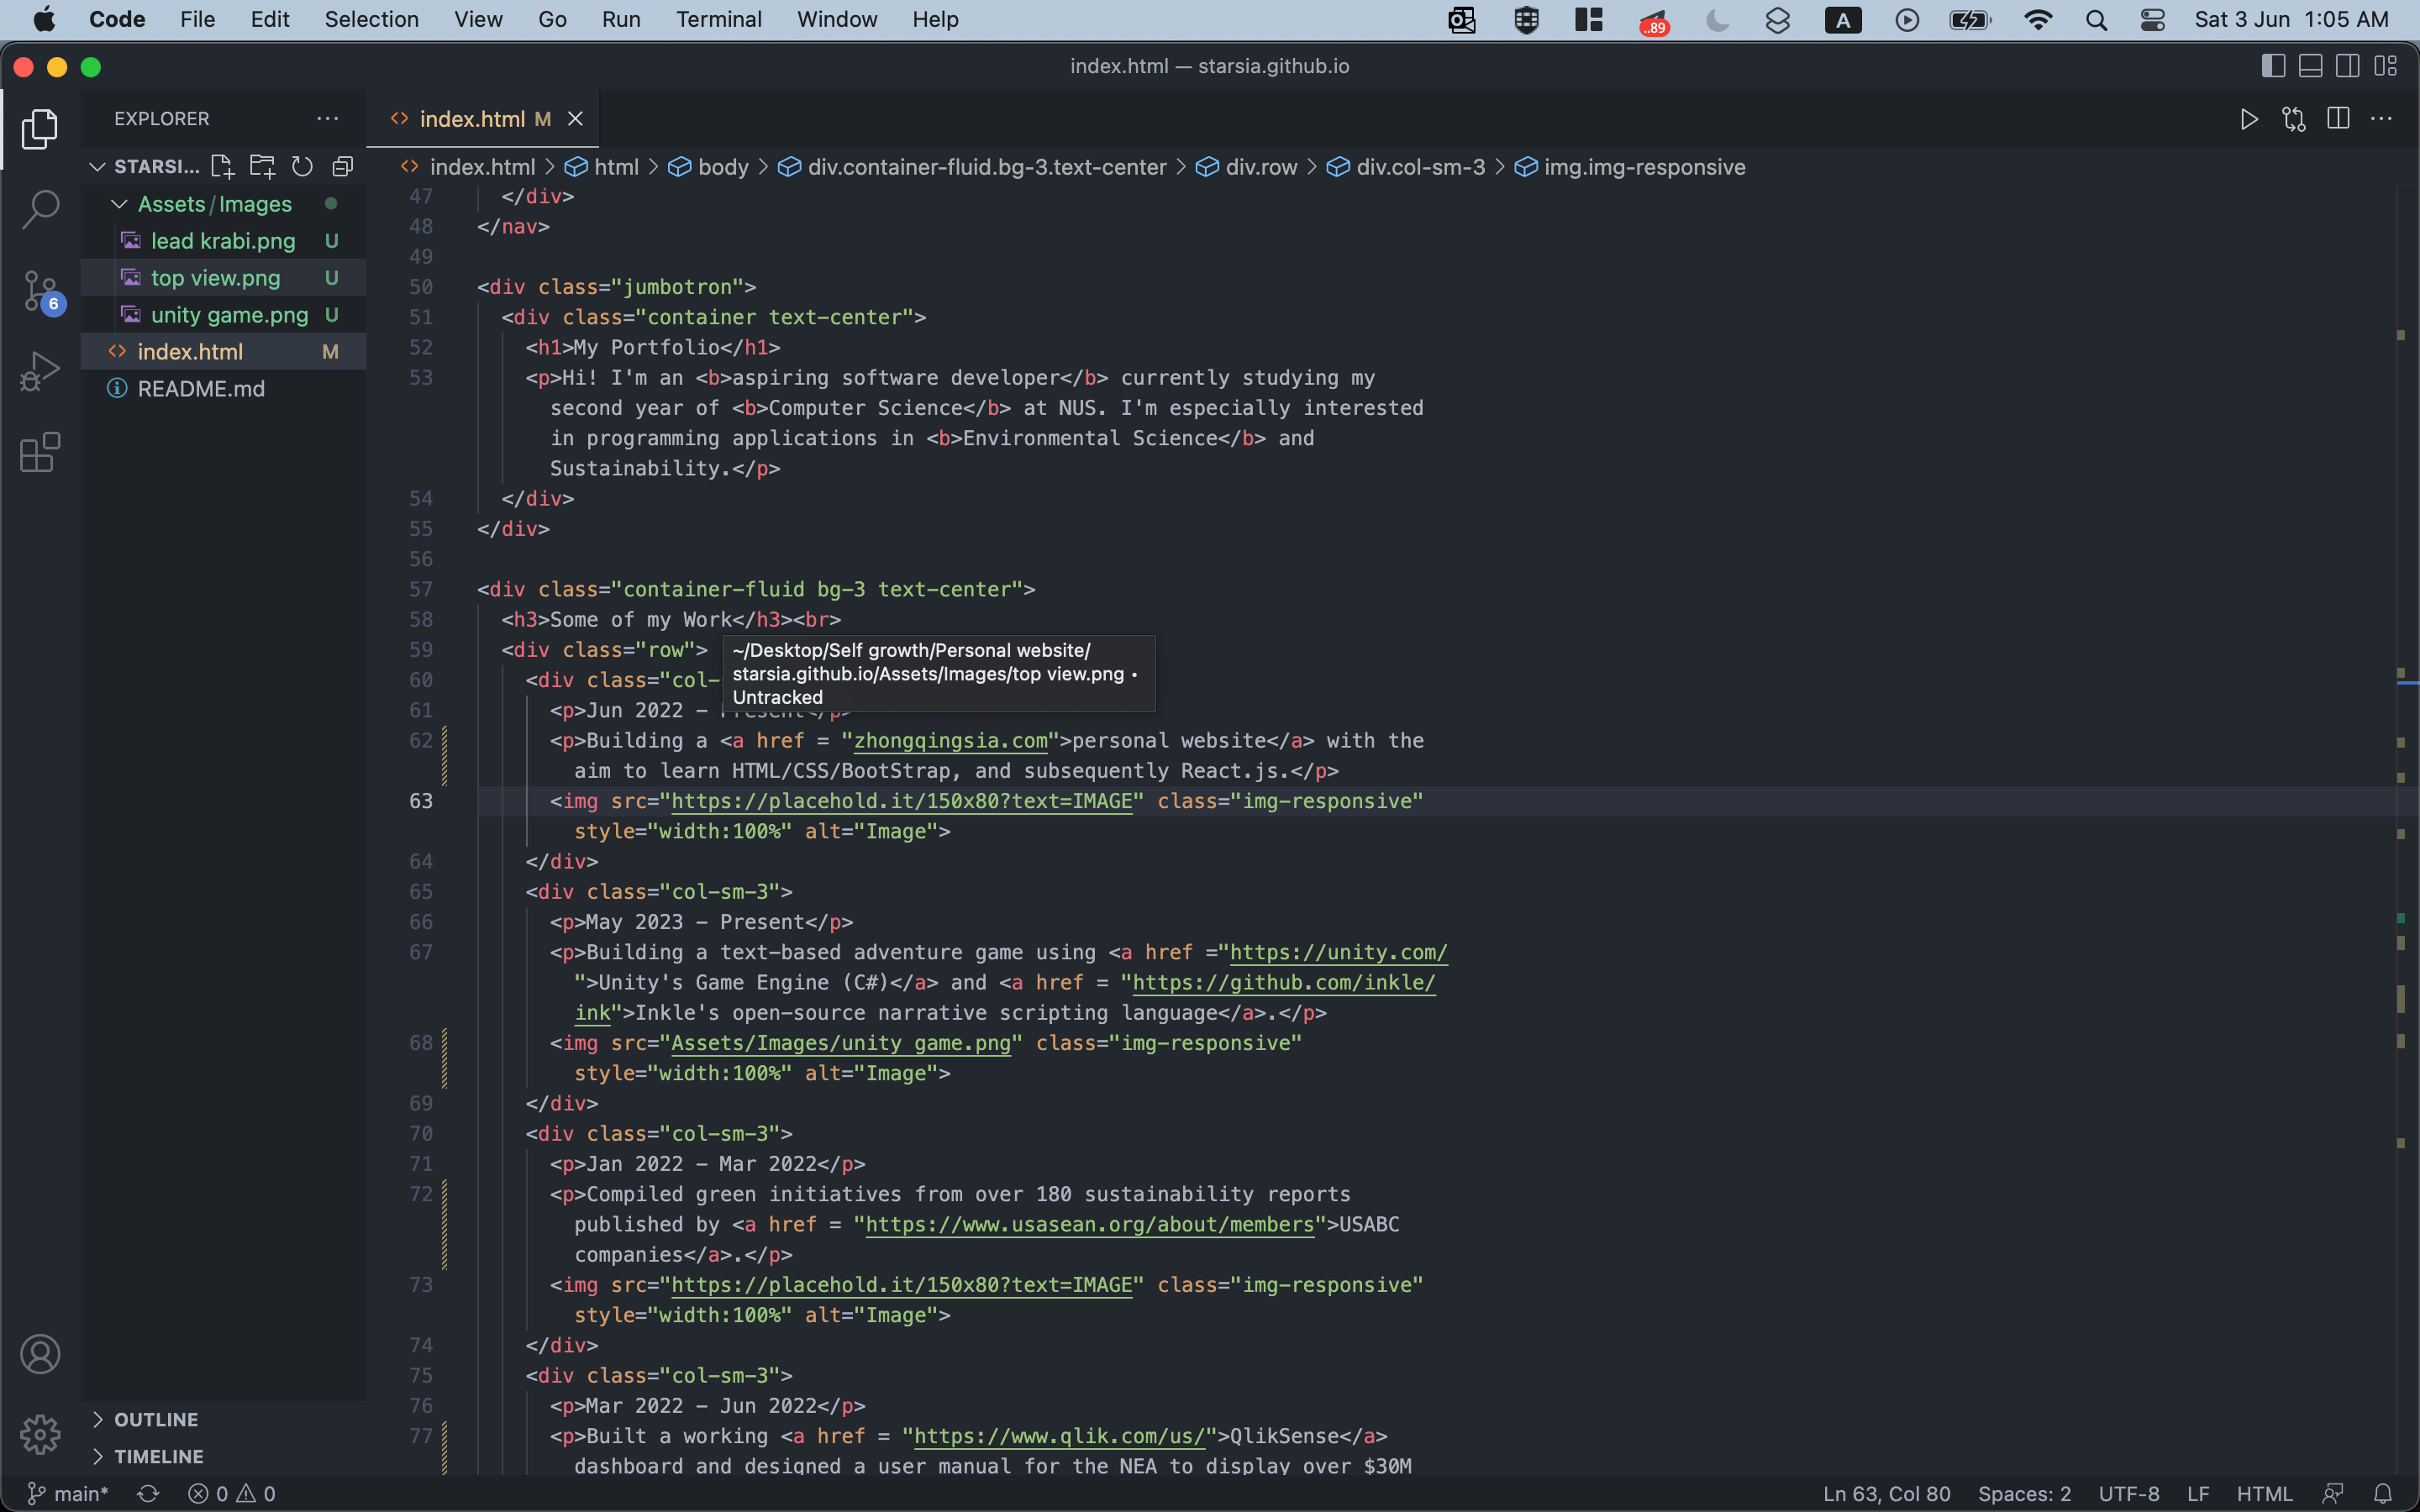 Code File Edit Selection View Go Run Terminal Window Help ..89 A Sat 3 Jun 1:05 AM
index.html — starsia.github.io
EXPLORER
index.html M
STARSI...
index.html > html > body > div.container-fluid.bg-3.text-center > div.row > div.col-sm-3 > img.img-responsive
Assets/Images
lead krabi.png U
top view.png U
unity game.png U
index.html M
README.md
6
47 </div>
48 </nav>
49
50 <div class="jumbotron">
51 <div class="container text-center">
52 <h1>My Portfolio</h1>
53 <p>Hi! I'm an <b>aspiring software developer</b> currently studying my
second year of <b>Computer Science</b> at NUS. I'm especially interested
in programming applications in <b>Environmental Science</b> and
Sustainability.</p>
54 </div>
55 </div>
56
57 <div class="container-fluid bg-3 text-center">
58 <h3>Some of my Work</h3><br>
59 <div class="row">
~/Desktop/Self growth/Personal website/
starsia.github.io/Assets/Images/top view.png •
Untracked
60 <div class="col-
61 <p>Jun 2022 - Present</p>
62 <p>Building a <a href = "zhongqingsia.com">personal website</a> with the
aim to learn HTML/CSS/BootStrap, and subsequently React.js.</p>
63 <img src="https://placehold.it/150x80?text=IMAGE" class="img-responsive"
style="width:100%" alt="Image">
64 </div>
65 <div class="col-sm-3">
66 <p>May 2023 - Present</p>
67 <p>Building a text-based adventure game using <a href ="https://unity.com/
">Unity's Game Engine (C#)</a> and <a href = "https://github.com/inkle/
ink">Inkle's open-source narrative scripting language</a>.</p>
68 <img src="Assets/Images/unity game.png" class="img-responsive"
style="width:100%" alt="Image">
69 </div>
70 <div class="col-sm-3">
71 <p>Jan 2022 - Mar 2022</p>
72 <p>Compiled green initiatives from over 180 sustainability reports
published by <a href = "https://www.usasean.org/about/members">USABC
companies</a>.</p>
73 <img src="https://placehold.it/150x80?text=IMAGE" class="img-responsive"
style="width:100%" alt="Image">
74 </div>
75 <div class="col-sm-3">
76 <p>Mar 2022 - Jun 2022</p>
77 <p>Built a working <a href = "https://www.qlik.com/us/">QlikSense</a>
dashboard and designed a user manual for the NEA to display over $30M
OUTLINE
TIMELINE
main* 0 0 Ln 63, Col 80 Spaces: 2 UTF-8 LF HTML